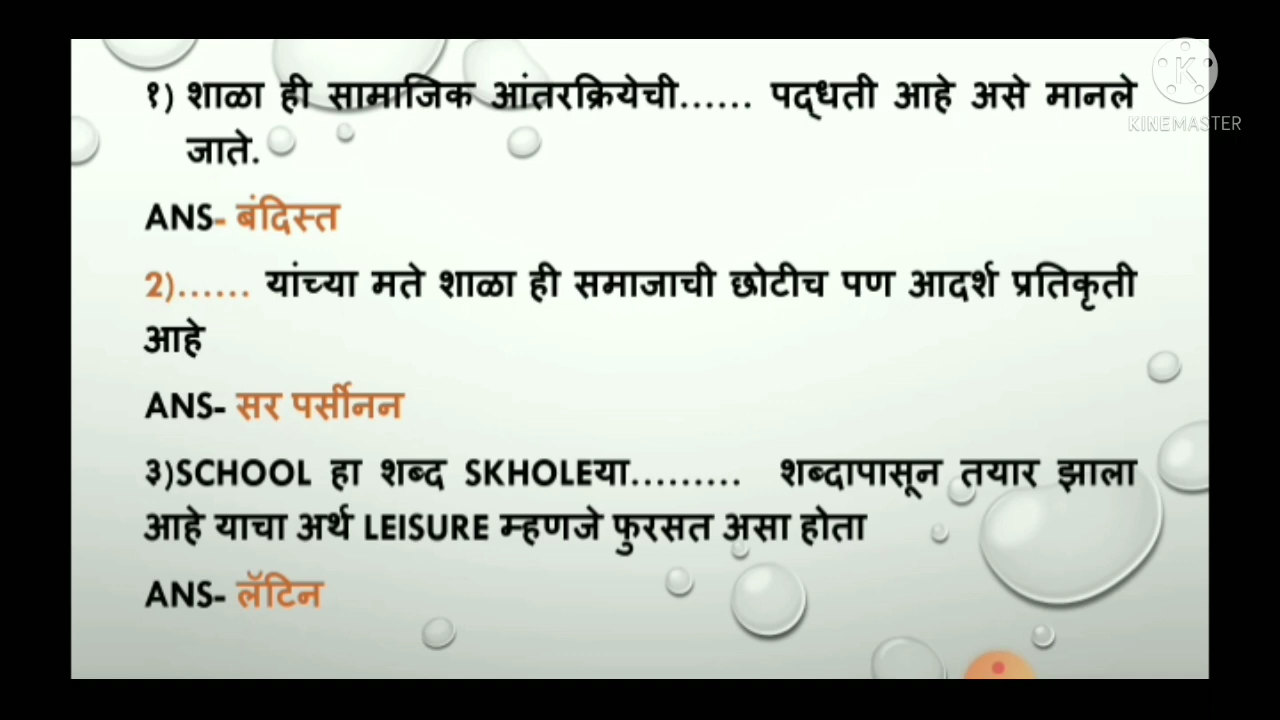 १) शाळा ही सामाजिक आंतरक्रियेची...... पद्धती आहे असे मानले
जाते.
ANS- बंदिस्त
2)...... यांच्या मते शाळा ही समाजाची छोटीच पण आदर्श प्रतिकृती
आहे
ANS- सर पर्सीनन
३)SCHOOL हा शब्द SKHOLEया......... शब्दापासून तयार झाला
आहे याचा अर्थ LEISURE म्हणजे फुरसत असा होता
ANS- लॅटिन
K
KINEMASTER